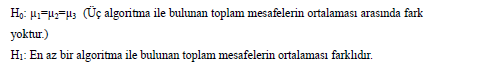 H₀: μ₁=μ₂=μ₃ (Üç algoritma ile bulunan toplam mesafelerin ortalaması arasında fark
yoktur.)
H₁: En az bir algoritma ile bulunan toplam mesafelerin ortalaması farklıdır.